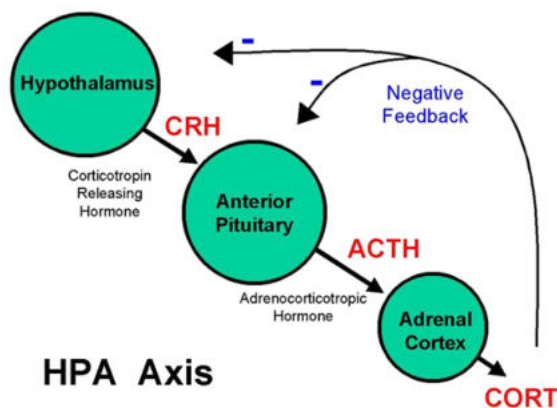 -
Hypothalamus
-
Negative
Feedback
CRH
Corticotropin
Releasing
Hormone
Anterior
Pituitary
ACTH
Adrenocorticotropic
Hormone
Adrenal
Cortex
HPA Axis
CORT